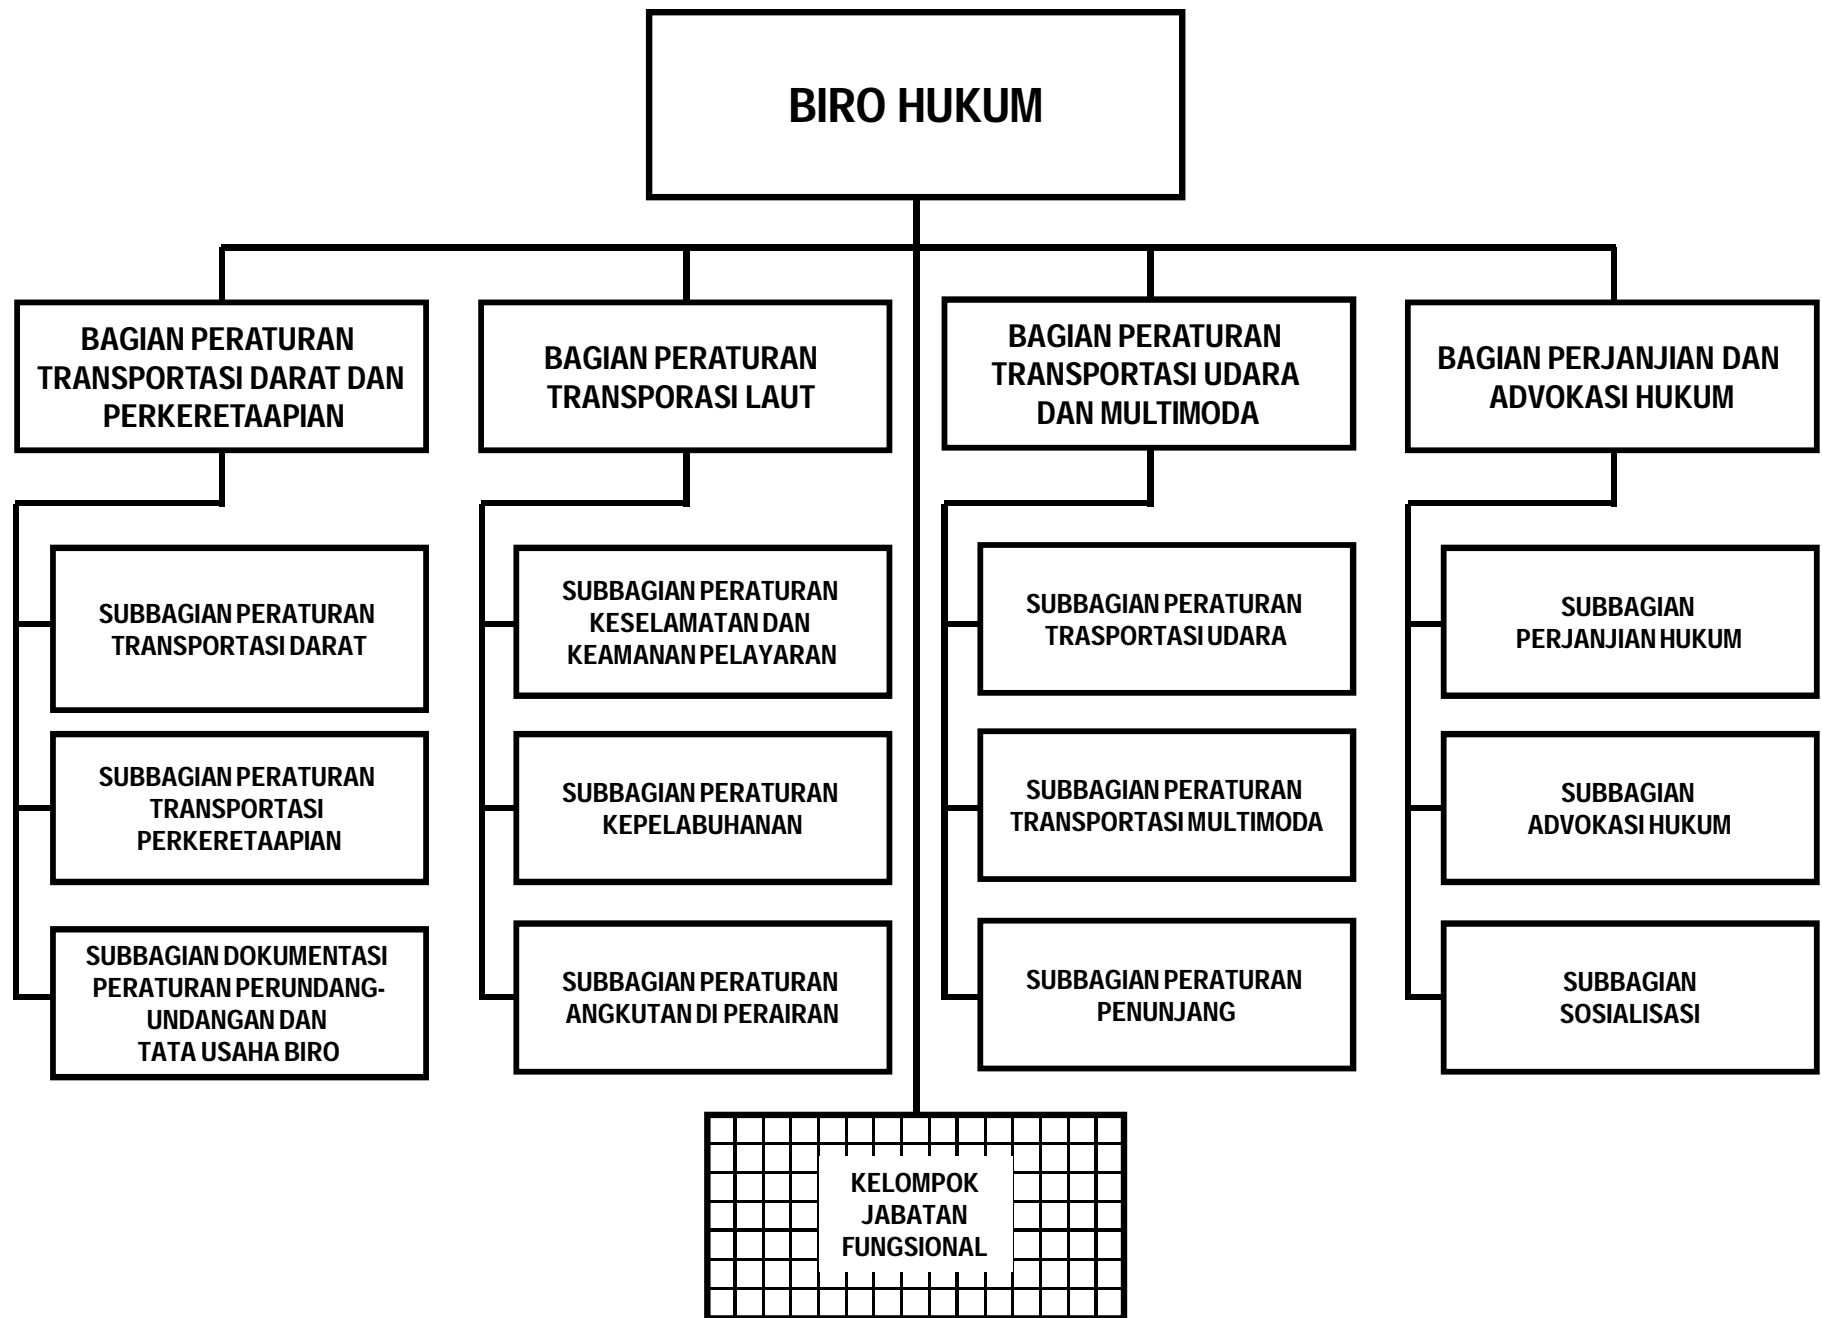 BIRO HUKUM
BAGIAN PERATURAN
TRANSPORTASI DARAT DAN
PERKERETAAPIAN
BAGIAN PERATURAN
TRANSPORASI LAUT
BAGIAN PERATURAN
TRANSPORTASI UDARA
DAN MULTIMODA
BAGIAN PERJANJIAN DAN
ADVOKASI HUKUM
SUBBAGIAN PERATURAN
TRANSPORTASI DARAT
SUBBAGIAN PERATURAN
TRANSPORTASI
PERKERETAAPIAN
SUBBAGIAN DOKUMENTASI
PERATURAN PERUNDANG-
UNDANGAN DAN
TATA USAHA BIRO
SUBBAGIAN PERATURAN
KESELAMATAN DAN
KEAMANAN PELAYARAN
SUBBAGIAN PERATURAN
KEPELABUHANAN
SUBBAGIAN PERATURAN
ANGKUTAN DI PERAIRAN
SUBBAGIAN PERATURAN
TRASPORTASI UDARA
SUBBAGIAN PERATURAN
TRANSPORTASI MULTIMODA
SUBBAGIAN PERATURAN
PENUNJANG
SUBBAGIAN
PERJANJIAN HUKUM
SUBBAGIAN
ADVOKASI HUKUM
SUBBAGIAN
SOSIALISASI
KELOMPOK
JABATAN
FUNGSIONAL